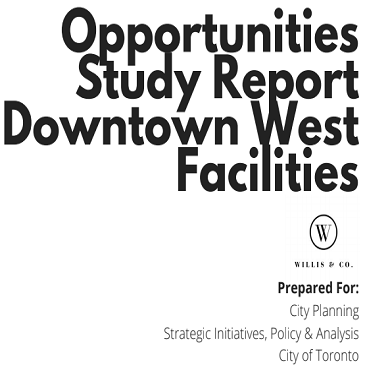 Opportunities
Study Report
Downtown West
Facilities
W
WILLIS & CO.
Prepared For:
City Planning
Strategic Initiatives, Policy & Analysis
City of Toronto